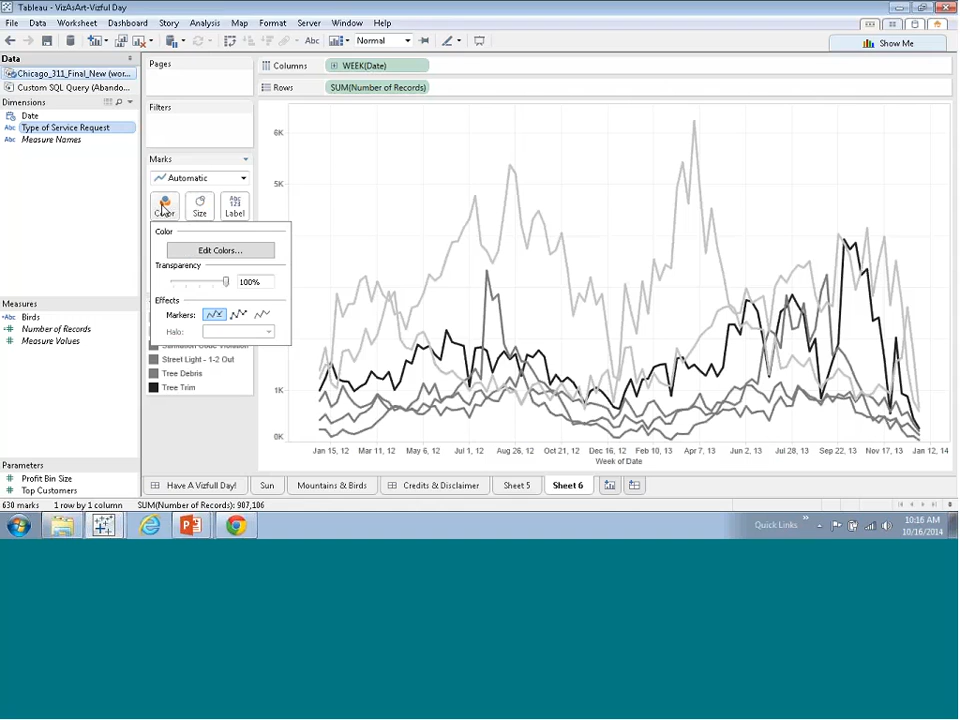 Tableau - VizAsArt-Vizful Day
File Data Worksheet Dashboard Story Analysis Map Format Server Window Help
Abc Normal Show Me
Data
Chicago_311_Final_New (wor...
Custom SQL Query (Abando...
Dimensions
Date
Abc Type of Service Request
Abc Measure Names
Measures
Birds
Number of Records
Measure Values
Parameters
Profit Bin Size
Top Customers
Pages
Filters
Marks
Automatic
Color Size Label
Abc
123
Color
Edit Colors...
Transparency
100%
Effects
Markers:
Halo:
Street Light - 1-2 Out
Tree Debris
Tree Trim
Columns WEEK(Date)
Rows SUM(Number of Records)
6K
5K
1K
0K
Jan 15, 12 Mar 11, 12 May 6, 12 Jul 1, 12 Aug 26, 12 Oct 21, 12 Dec 16, 12 Feb 10, 13 Apr 7, 13 Jun 2, 13 Jul 28, 13 Sep 22, 13 Nov 17, 13 Jan 12, 14
Week of Date
Have A Vizfull Day! Sun Mountains & Birds Credits & Disclaimer Sheet 5 Sheet 6
630 marks 1 row by 1 column SUM(Number of Records): 907,106
Quick Links
10:16 AM
10/16/2014